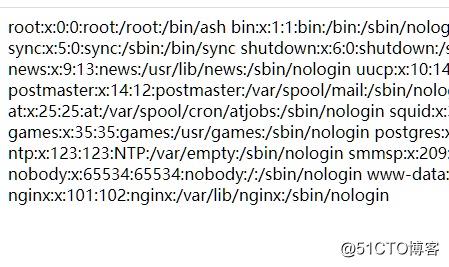 root:x:0:0:root:/root:/bin/ash bin:x:1:1:bin:/bin:/sbin/nologin
sync:x:5:0:sync:/sbin:/bin/sync shutdown:x:6:0:shutdown:/s
news:x:9:13:news:/usr/lib/news:/sbin/nologin uucp:x:10:14
postmaster:x:14:12:postmaster:/var/spool/mail:/sbin/nolo
at:x:25:25:at:/var/spool/cron/atjobs:/sbin/nologin squid:x:
games:x:35:35:games:/usr/games:/sbin/nologin postgres:x
ntp:x:123:123:NTP:/var/empty:/sbin/nologin smmsp:x:209:
nobody:x:65534:65534:nobody:/:/sbin/nologin www-data:
nginx:x:101:102:nginx:/var/lib/nginx:/sbin/nologin
@51CTO博客